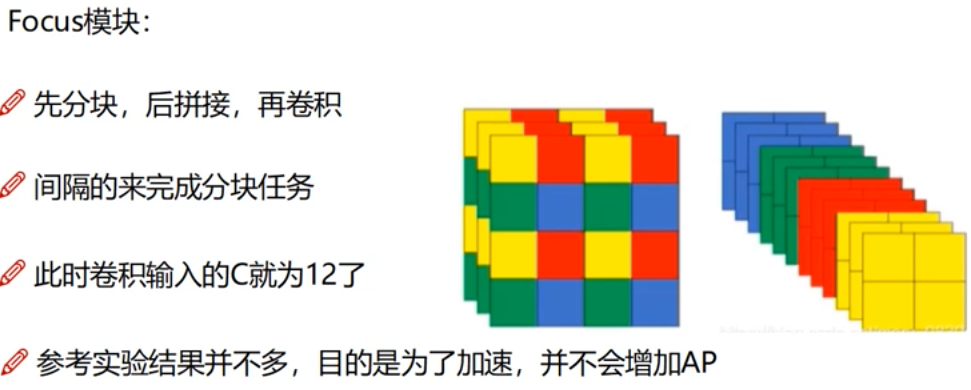 Focus模块：
先分块，后拼接，再卷积
间隔的来完成分块任务
此时卷积输入的C就为12了
参考实验结果并不多，目的是为了加速，并不会增加AP